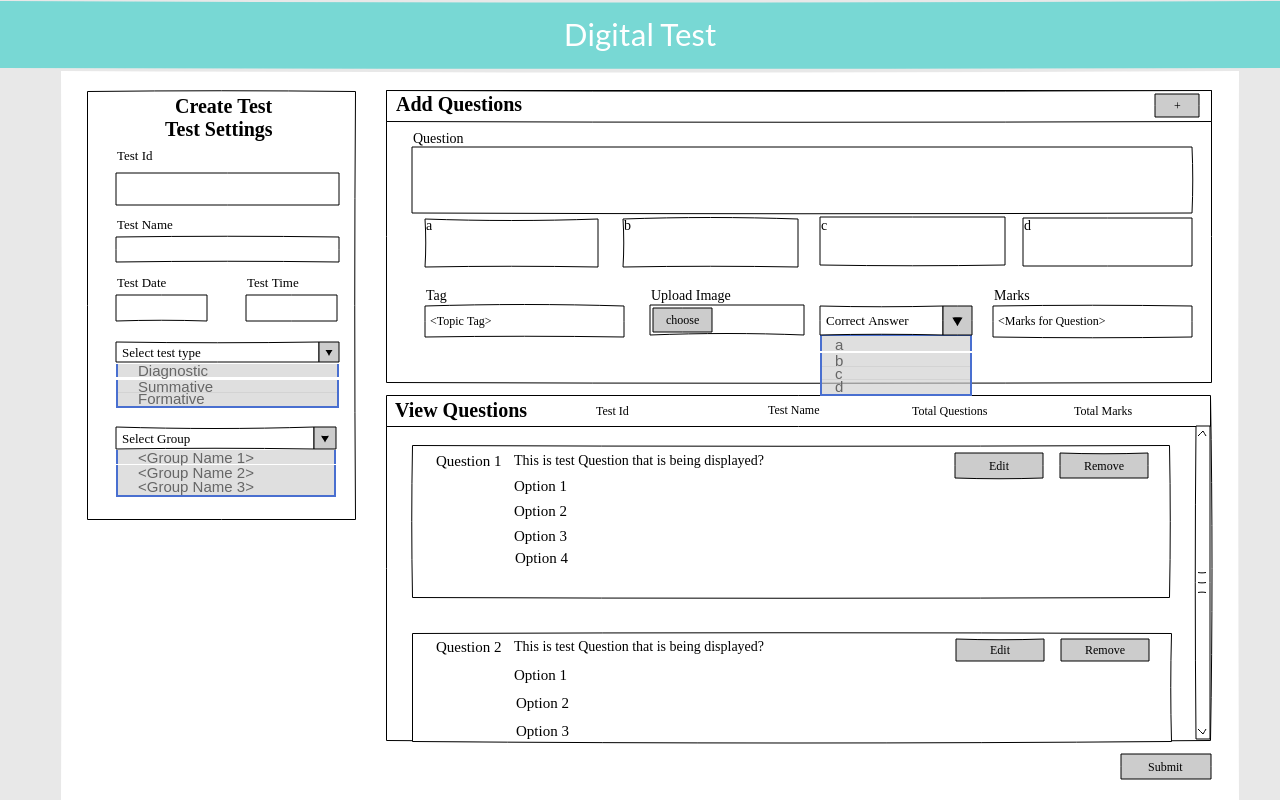 Digital Test
Create Test
Test Settings
Test Id
Test Name
Test Date Test Time
Select test type
Diagnostic
Summative
Formative
Select Group
<Group Name 1>
<Group Name 2>
<Group Name 3>
Add Questions +
Question
a b c d
Tag Upload Image Marks
<Topic Tag> choose Correct Answer <Marks for Question>
a
b
c
d
View Questions Test Id Test Name Total Questions Total Marks
Question 1 This is test Question that is being displayed? Edit Remove
Option 1
Option 2
Option 3
Option 4
Question 2 This is test Question that is being displayed? Edit Remove
Option 1
Option 2
Option 3
Submit